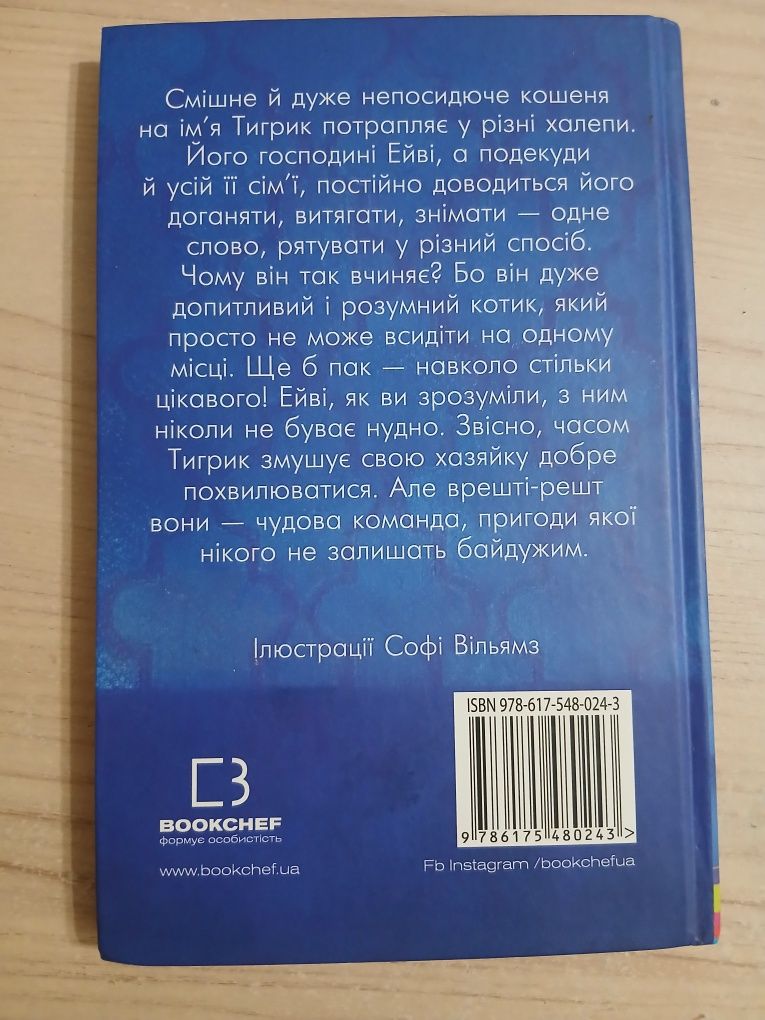 Смішне й дуже непосидюче кошеня
на ім'я Тигрик потрапляє у різні халепи.
Його господині Ейві, а подекуди
й усій її сім'ї, постійно доводиться його
доганяти, витягати, знімати — одне
слово, рятувати у різний спосіб.
Чому він так вчиняє? Бо він дуже
допитливий і розумний котик, який
просто не може всидіти на одному
місці. Ще б пак — навколо стільки
цікавого! Ейві, як ви зрозуміли, з ним
ніколи не буває нудно. Звісно, часом
Тигрик змушує свою хазяйку добре
похвилюватися. Але врешті-решт
вони — чудова команда, пригоди якої
нікого не залишать байдужим.
Ілюстрації Софі Вільямз
ISBN 978-617-548-024-3
9 786175 480243 >
BOOKCHEF
формує особистість
www.bookchef.ua
Fb Instagram /bookchefua